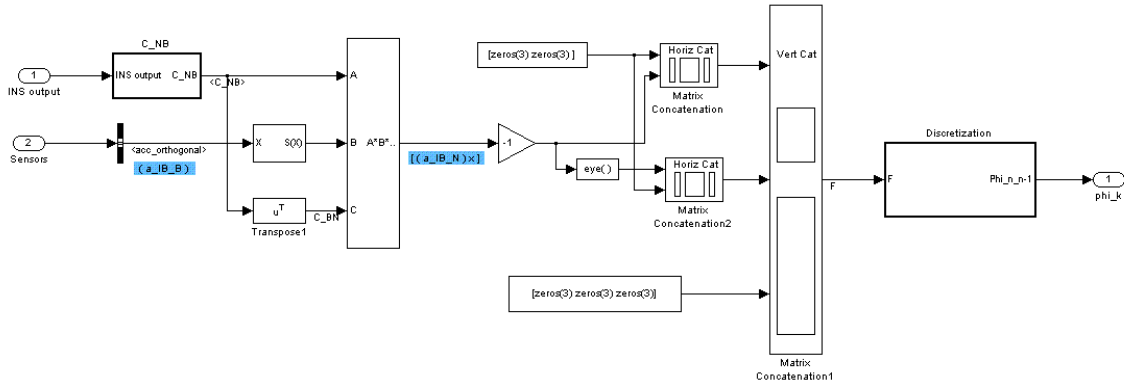 C_NB
1
INS output
INS output
C_NB
<C_NB>
2
Sensors
<acc_orthogonal>
( a_IB_B )
X
S(X)
u^T
Transpose1
C_BN
A
B
C
A*B*..
[( a_IB_N ) x ]
-1
[zeros(3) zeros(3) ]
eye( )
Horiz Cat
Matrix
Concatenation
Horiz Cat
Matrix
Concatenation2
[zeros(3) zeros(3) zeros(3)]
Vert Cat
Matrix
Concatenation1
F
Discretization
F
Phi_n_n-1
1
phi_k